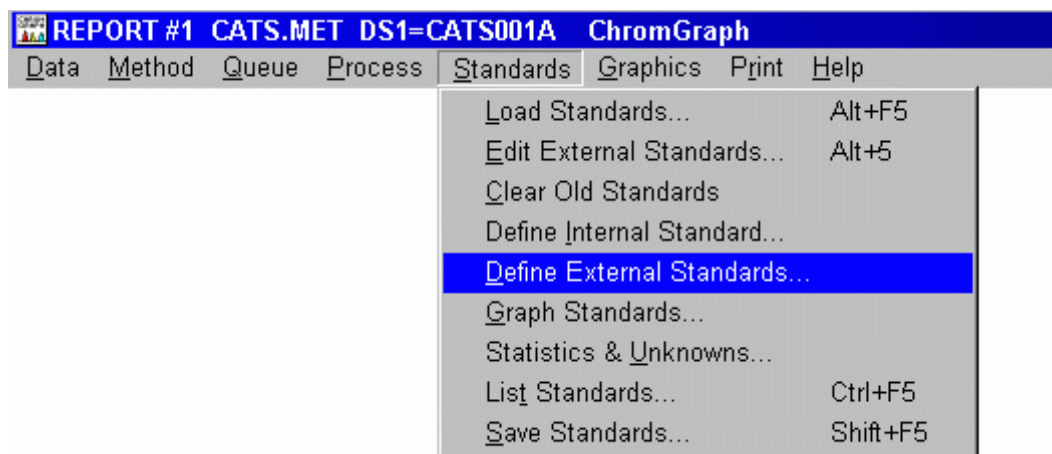 REPORT #1 CATS.MET DS1=CATS001A ChromGraph
Data Method Queue Process Standards Graphics Print Help
Load Standards... Alt+F5
Edit External Standards... Alt+5
Clear Old Standards
Define Internal Standard...
Define External Standards...
Graph Standards...
Statistics & Unknowns...
List Standards... Ctrl+F5
Save Standards... Shift+F5